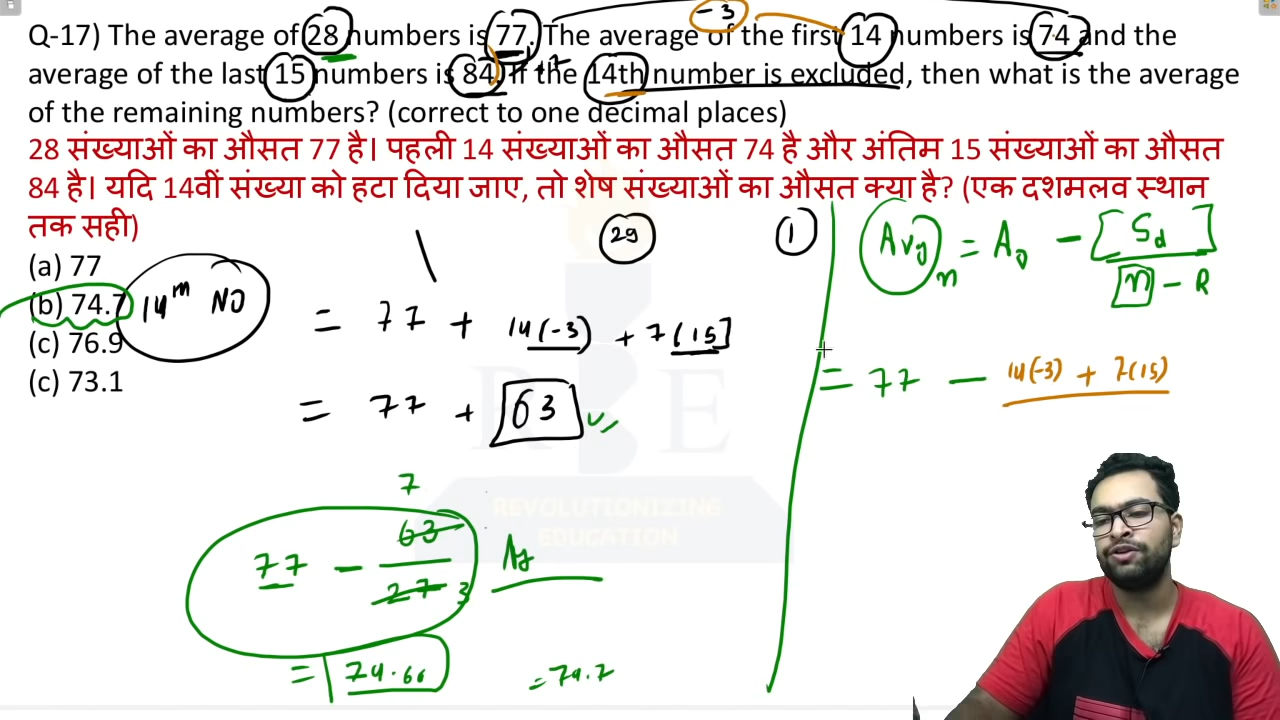 Q-17) The average of 28 numbers is 77. The average of the first 14 numbers is 74 and the
average of the last 15 numbers is 84. If the 14th number is excluded, then what is the average
of the remaining numbers? (correct to one decimal places)
28 संख्याओं का औसत 77 है। पहली 14 संख्याओं का औसत 74 है और अंतिम 15 संख्याओं का औसत
84 है। यदि 14वीं संख्या को हटा दिया जाए, तो शेष संख्याओं का औसत क्या है? (एक दशमलव स्थान
तक सही)
(a) 77
(b) 74.7
(c) 76.9
(c) 73.1
-3
+7
14th NO
29
1
= 77 + 14(-3) + 7(15]
= 77 + 63
7
77 - 63/27 3
= 74.66
= 74.7
Avg n = A0 - [Sd] / n - R
= 77 - 14(-3) + 7(15)
REVOLUTIONIZING
EDUCATION